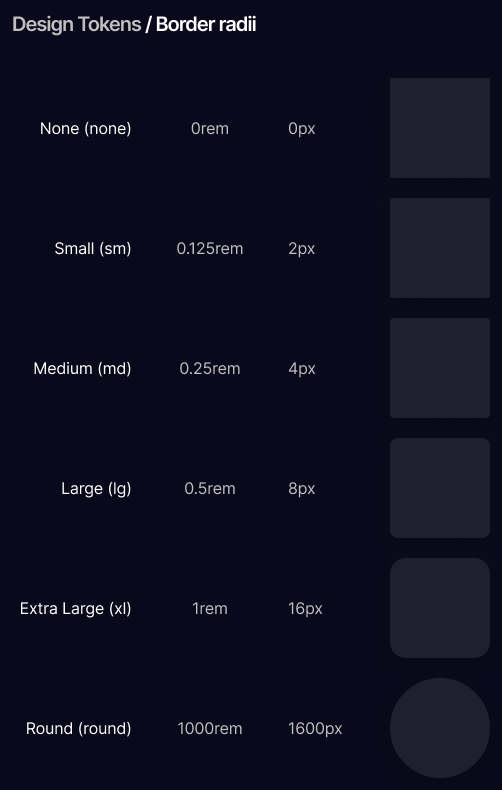 Design Tokens / Border radii
None (none) 0rem 0px
Small (sm) 0.125rem 2px
Medium (md) 0.25rem 4px
Large (lg) 0.5rem 8px
Extra Large (xl) 1rem 16px
Round (round) 1000rem 1600px